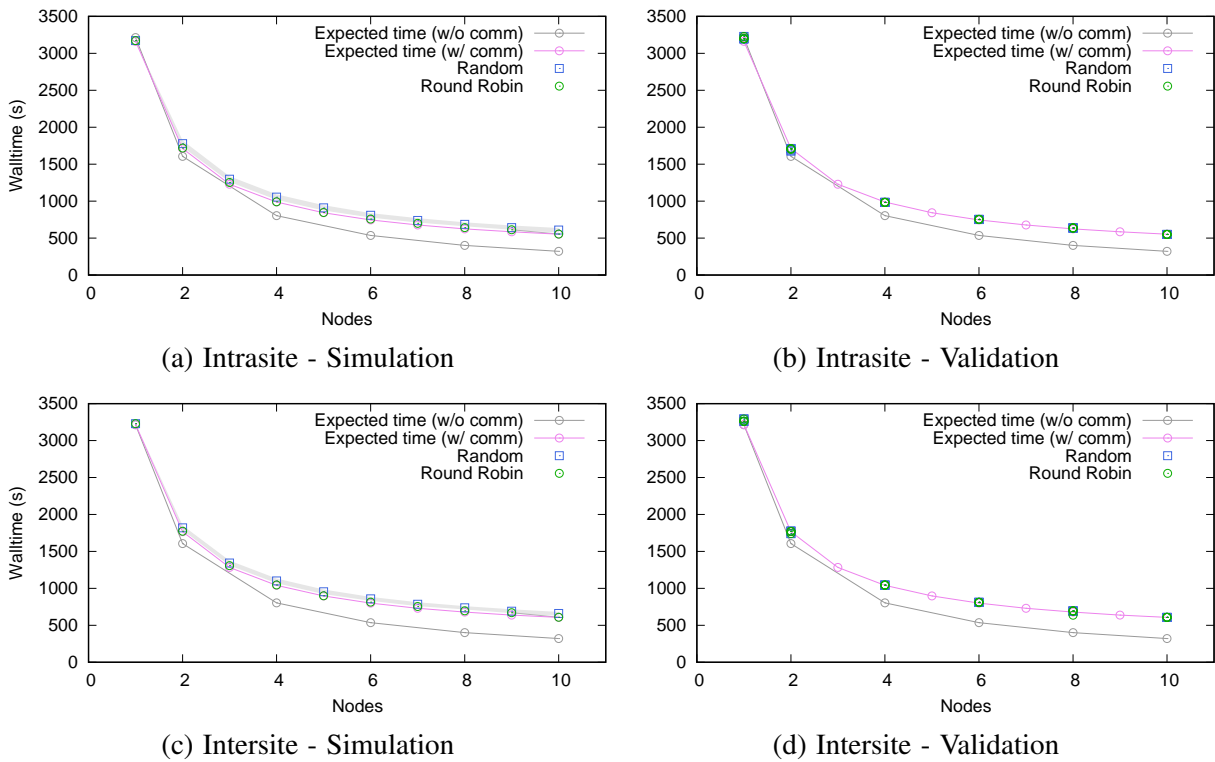 3500
3000
2500
2000
1500
1000
500
0
Walltime (s)
Expected time (w/o comm)
Expected time (w/ comm)
Random
Round Robin
0 2 4 6 8 10
Nodes
(a) Intrasite - Simulation
3500
3000
2500
2000
1500
1000
500
0
Expected time (w/o comm)
Expected time (w/ comm)
Random
Round Robin
0 2 4 6 8 10
Nodes
(b) Intrasite - Validation
3500
3000
2500
2000
1500
1000
500
0
Walltime (s)
Expected time (w/o comm)
Expected time (w/ comm)
Random
Round Robin
0 2 4 6 8 10
Nodes
(c) Intersite - Simulation
3500
3000
2500
2000
1500
1000
500
0
Expected time (w/o comm)
Expected time (w/ comm)
Random
Round Robin
0 2 4 6 8 10
Nodes
(d) Intersite - Validation